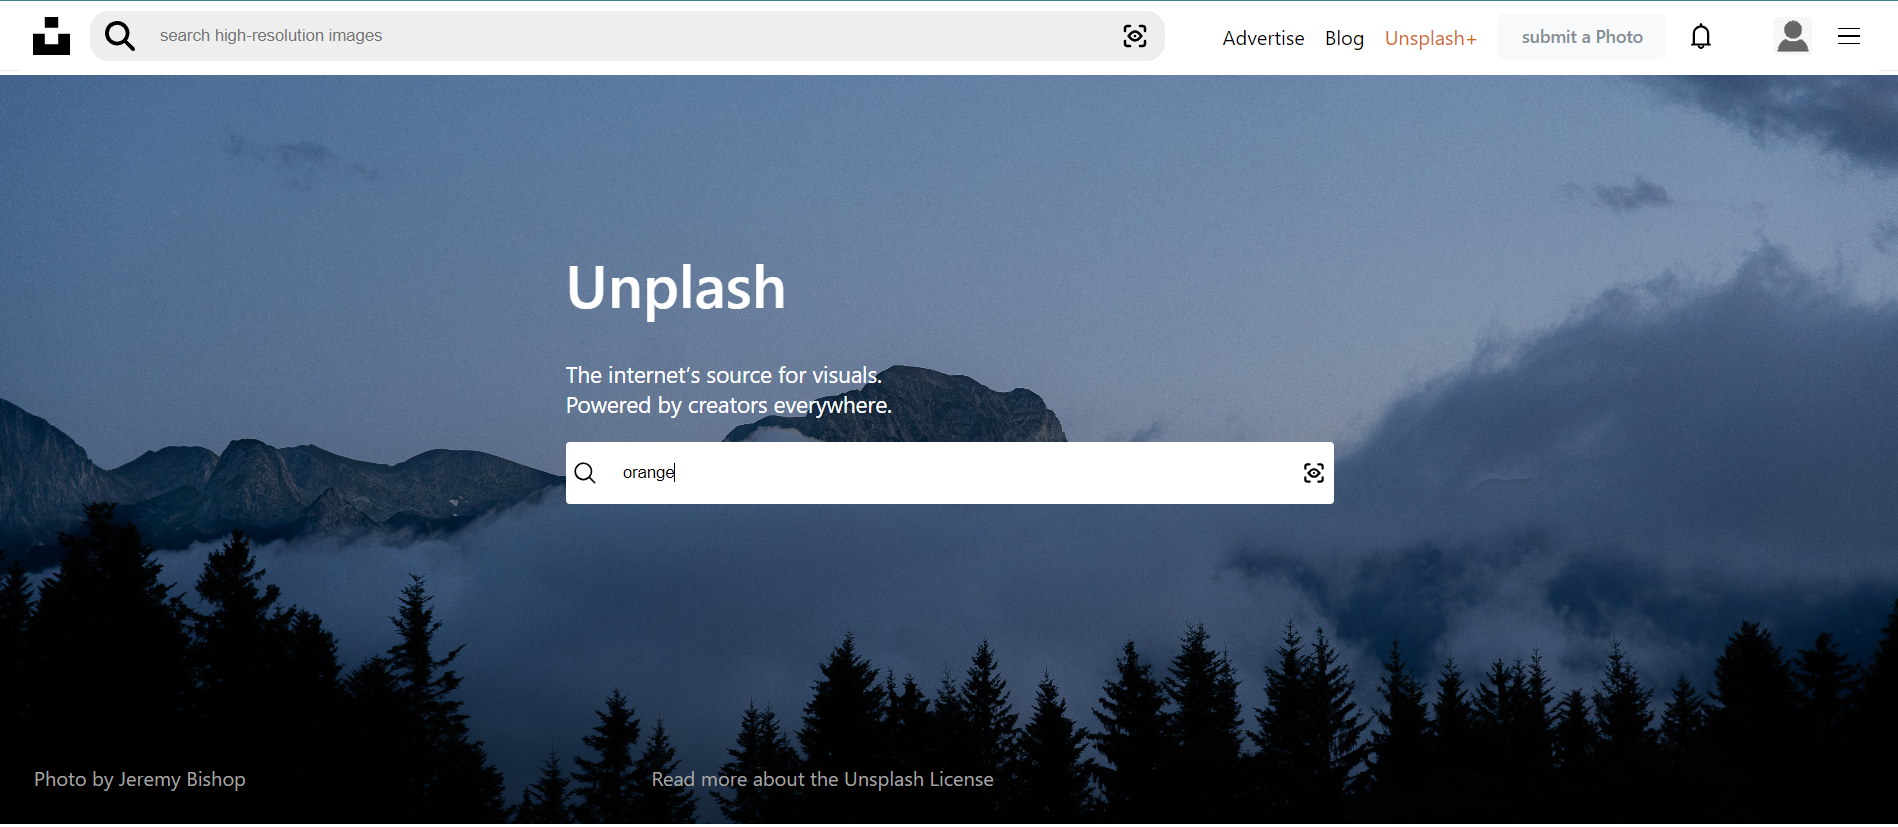 search high-resolution images
Advertise
Blog
Unsplash+
submit a Photo
Unplash
The internet's source for visuals.
Powered by creators everywhere.
orange
Photo by Jeremy Bishop
Read more about the Unsplash License